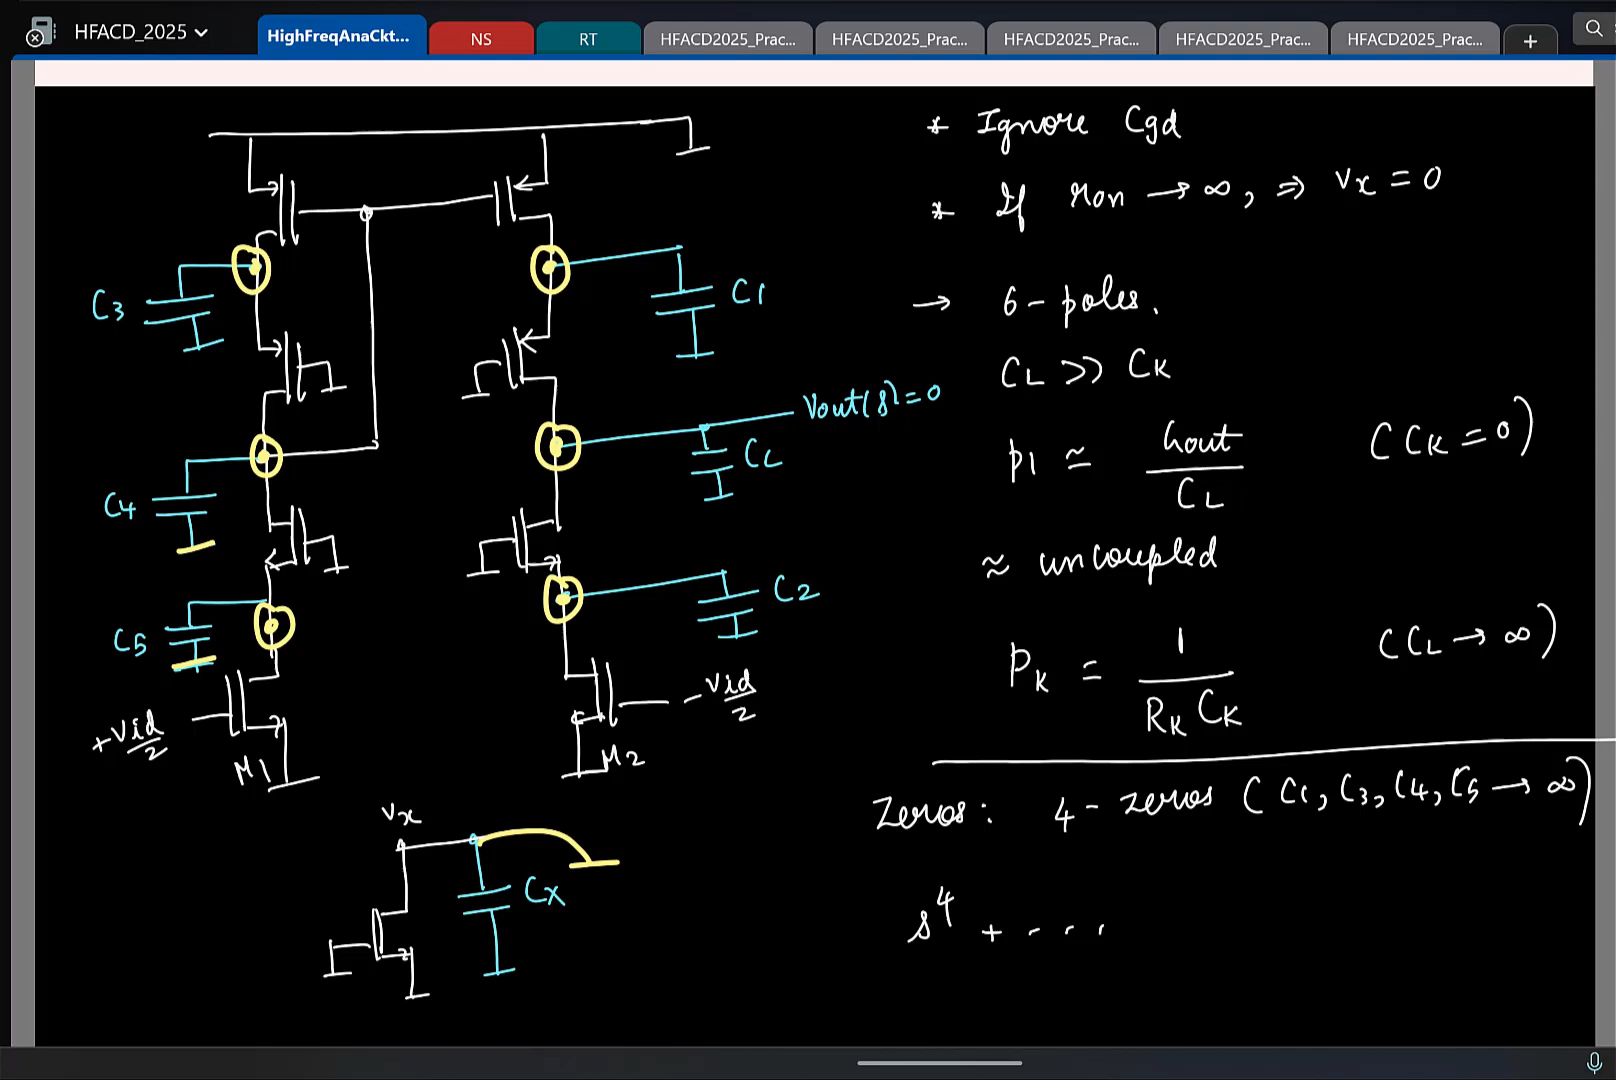 HFACD_2025
HighFreqAnaCkt...
NS
RT
HFACD2025_Prac...
HFACD2025_Prac...
HFACD2025_Prac...
HFACD2025_Prac...
HFACD2025_Prac...
+
* Ignore Cgd
* If ron → ∞, ⇒ vx = 0
→ 6-poles.
CL >> CK
p1 ≃ hout / CL (CK = 0)
≈ uncoupled
PK = 1 / RK CK (CL → ∞)
Zeros: 4-zeros (C1, C3, C4, C5 → ∞)
s^4 + ...
C3
C1
Vout(s)=0
CL
C4
C2
C5
+Vid/2
M1
-Vid/2
M2
vx
Cx